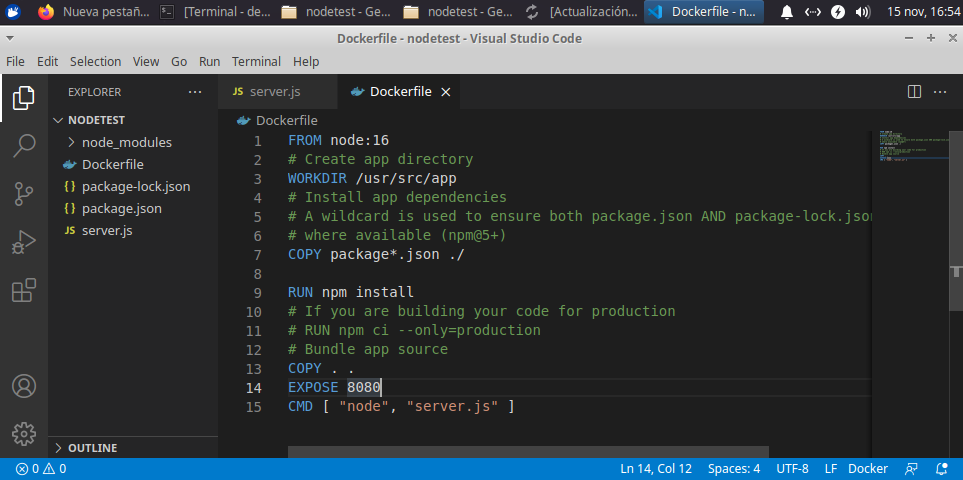 Nueva pestañ...
[Terminal - de...
nodetest - Ge...
nodetest - Ge...
[Actualización...
Dockerfile - n...
15 nov, 16:54
Dockerfile - nodetest - Visual Studio Code
File Edit Selection View Go Run Terminal Help
EXPLORER
NODETEST
node_modules
Dockerfile
{} package-lock.json
{} package.json
JS server.js
OUTLINE
JS server.js
Dockerfile
Dockerfile
1 FROM node:16
2 # Create app directory
3 WORKDIR /usr/src/app
4 # Install app dependencies
5 # A wildcard is used to ensure both package.json AND package-lock.json
6 # where available (npm@5+)
7 COPY package*.json ./
8
9 RUN npm install
10 # If you are building your code for production
11 # RUN npm ci --only=production
12 # Bundle app source
13 COPY . .
14 EXPOSE 8080
15 CMD [ "node", "server.js" ]
0 0
Ln 14, Col 12 Spaces: 4 UTF-8 LF Docker